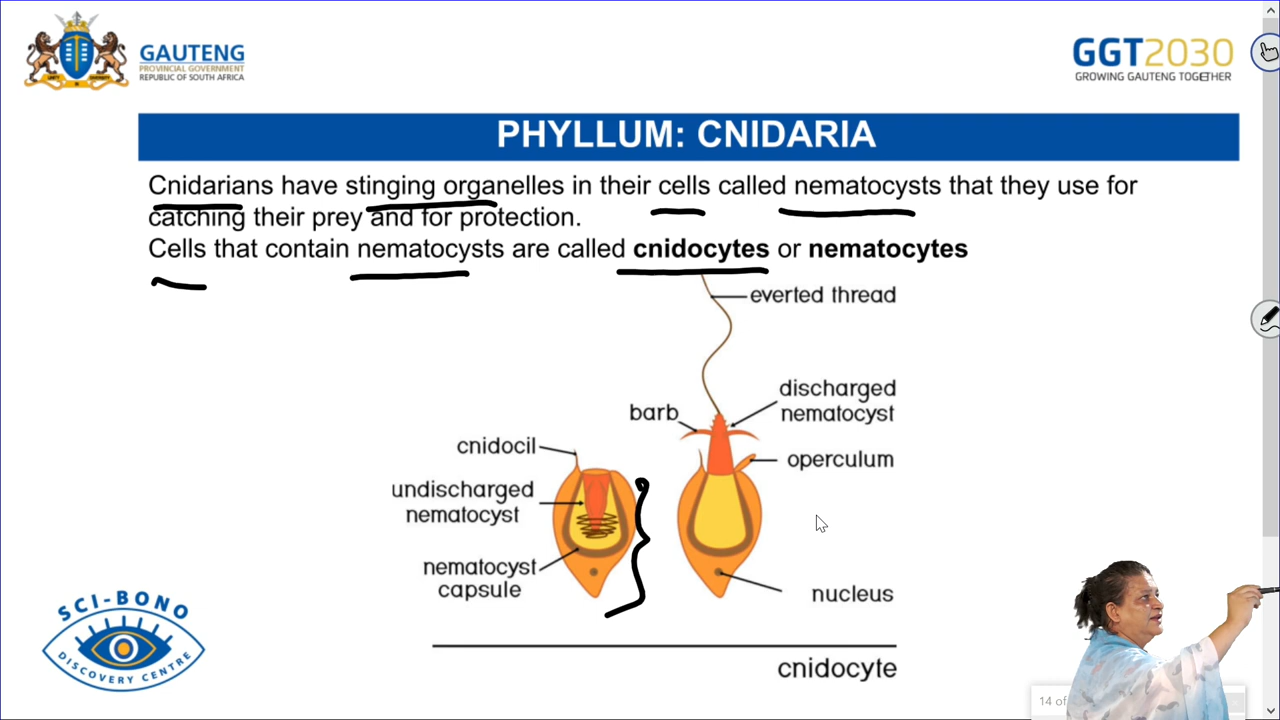 GAUTENG
PROVINCIAL GOVERNMENT
REPUBLIC OF SOUTH AFRICA
GGT2030
GROWING GAUTENG TOGETHER
PHYLLUM: CNIDARIA
Cnidarians have stinging organelles in their cells called nematocysts that they use for
catching their prey and for protection.
Cells that contain nematocysts are called cnidocytes or nematocytes
everted thread
discharged
nematocyst
barb
cnidocil
operculum
undischarged
nematocyst
nematocyst
capsule
nucleus
cnidocyte
SCI-BONO
DISCOVERY CENTRE
14 of